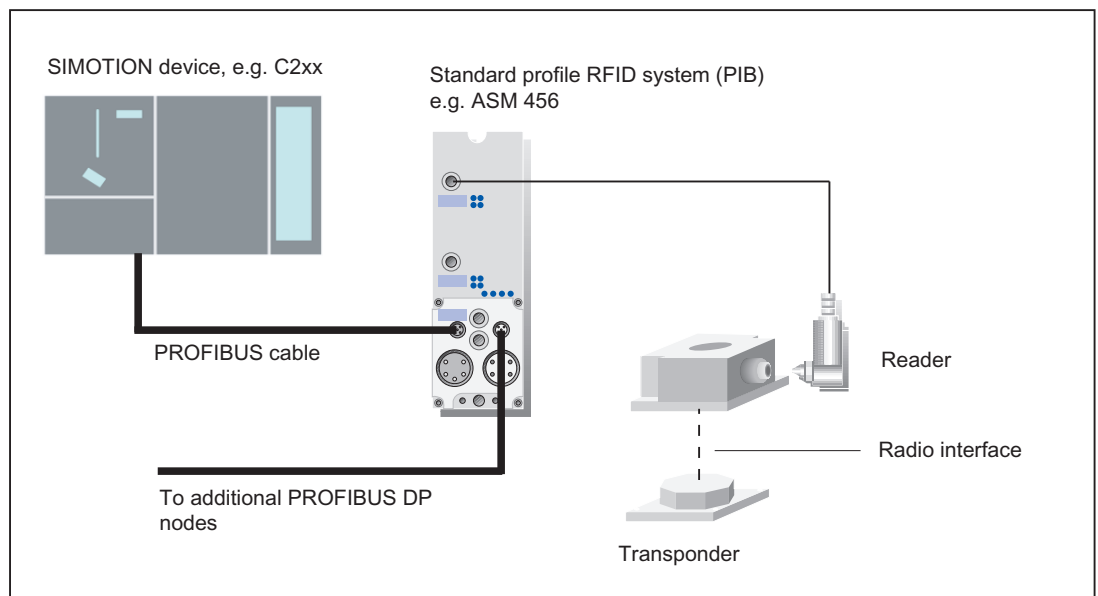 SIMOTION device, e.g. C2xx
Standard profile RFID system (PIB)
e.g. ASM 456
PROFIBUS cable
Reader
Radio interface
To additional PROFIBUS DP
nodes
Transponder